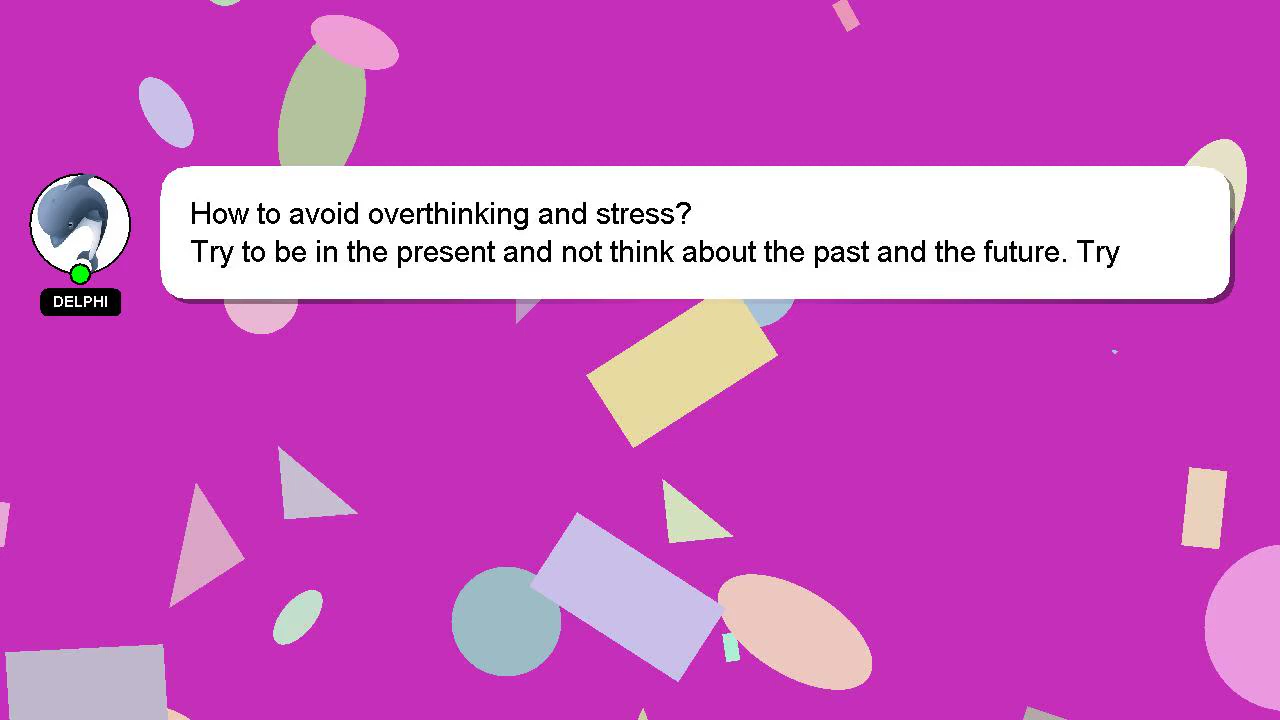 How to avoid overthinking and stress?
Try to be in the present and not think about the past and the future. Try
DELPHI